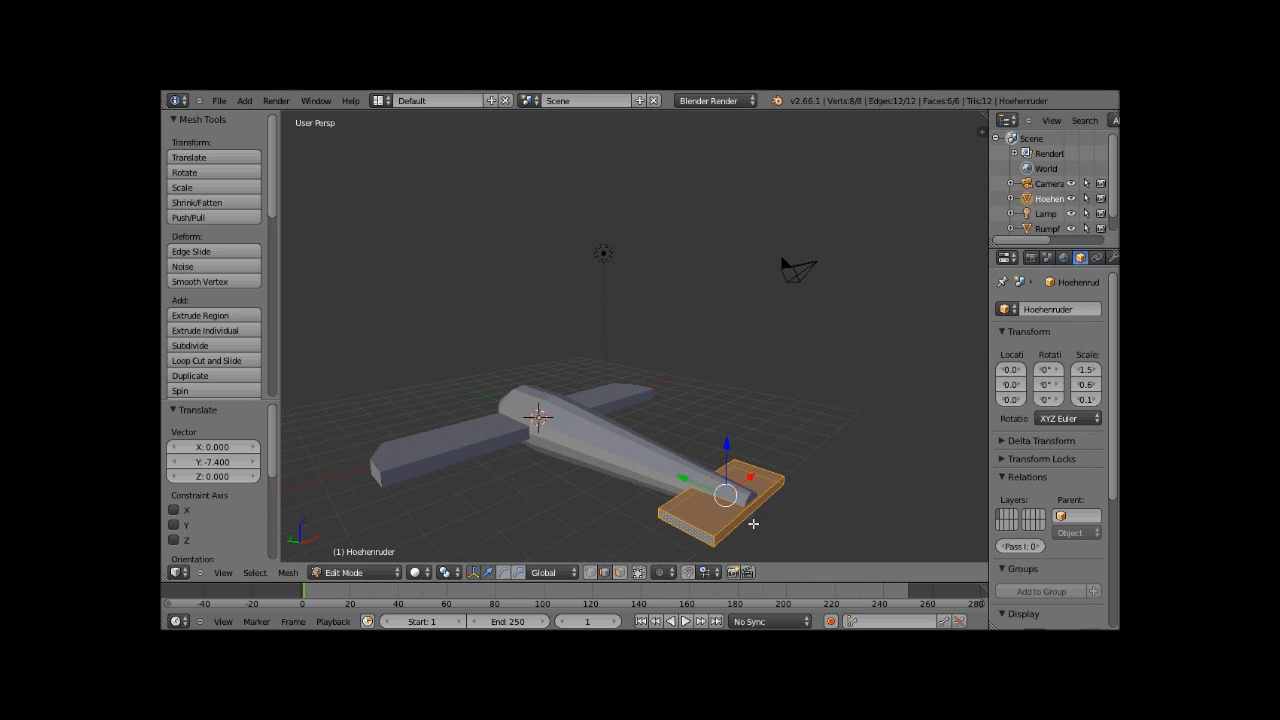 File Add Render Window Help Default Scene Blender Render v2.66.1 | Verts:8/8 | Edges:12/12 | Faces:6/6 | Tris:12 | Hoehenruder
Mesh Tools
Transform:
Translate
Rotate
Scale
Shrink/Fatten
Push/Pull
Deform:
Edge Slide
Noise
Smooth Vertex
Add:
Extrude Region
Extrude Individual
Subdivide
Loop Cut and Slide
Duplicate
Spin
Translate
Vector
X: 0.000
Y: -7.400
Z: 0.000
Constraint Axis
X
Y
Z
Orientation
User Persp
(1) Hoehenruder
View Select Mesh Edit Mode Global
-40 -20 0 20 40 60 80 100 120 140 160 180 200 220 240 260 280
View Marker Frame Playback Start: 1 End: 250 1 No Sync
View Search
Scene
Renderl
World
Camera
Hoehen
Lamp
Rumpf
Hoehenrud
Hoehenruder
Transform
Locati Rotati Scale:
0.0 0° 1.5
0.0 0° 0.6
0.0 0° 0.1
Rotatio XYZ Euler
Delta Transform
Transform Locks
Relations
Layers: Parent:
Object
Pass I: 0
Groups
Add to Group
Display